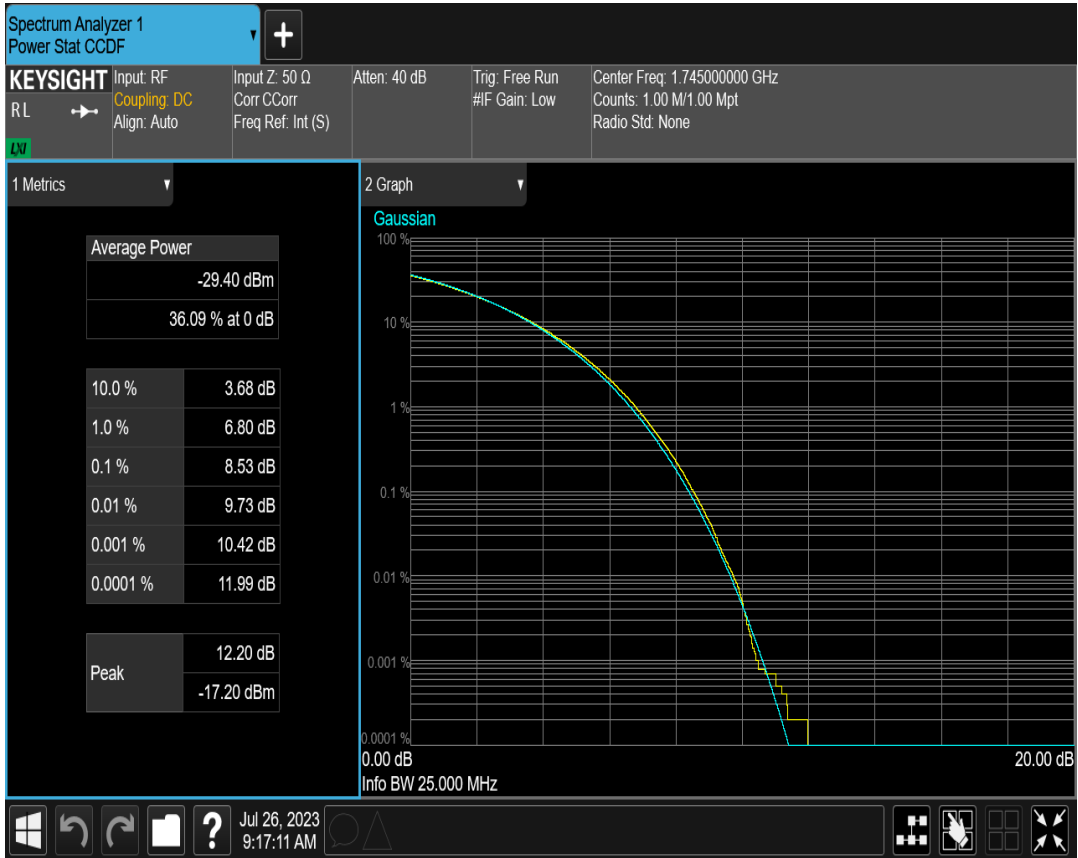 Spectrum Analyzer 1
Power Stat CCDF
KEYSIGHT
RL
LXI
Input: RF
Coupling: DC
Align: Auto
Input Z: 50 Ω
Corr CCorr
Freq Ref: Int (S)
Atten: 40 dB
Trig: Free Run
#IF Gain: Low
Center Freq: 1.745000000 GHz
Counts: 1.00 M/1.00 Mpt
Radio Std: None
1 Metrics
Average Power
-29.40 dBm
36.09 % at 0 dB
10.0 % 3.68 dB
1.0 % 6.80 dB
0.1 % 8.53 dB
0.01 % 9.73 dB
0.001 % 10.42 dB
0.0001 % 11.99 dB
Peak
12.20 dB
-17.20 dBm
2 Graph
Gaussian
100 %
10 %
1 %
0.1 %
0.01 %
0.001 %
0.0001 %
0.00 dB 20.00 dB
Info BW 25.000 MHz
?
Jul 26, 2023
9:17:11 AM